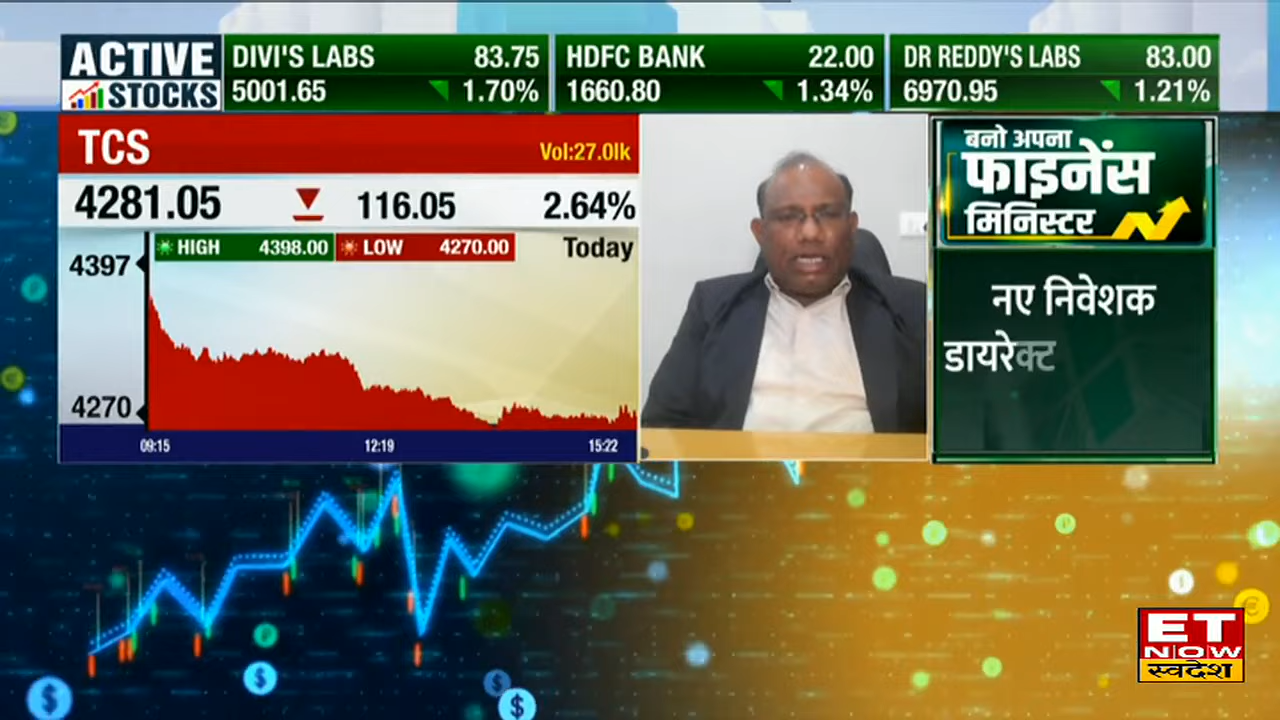 ACTIVE
STOCKS
DIVI'S LABS 83.75
5001.65 1.70%
HDFC BANK 22.00
1660.80 1.34%
DR REDDY'S LABS 83.00
6970.95 1.21%
TCS
Vol:27.0lk
4281.05 116.05 2.64%
HIGH 4398.00 LOW 4270.00 Today
4397
4270
09:15 12:19 15:22
बनो अपना
फाइनेंस
मिनिस्टर
नए निवेशक
डायरेक्ट
ET
NOW
स्वदेश